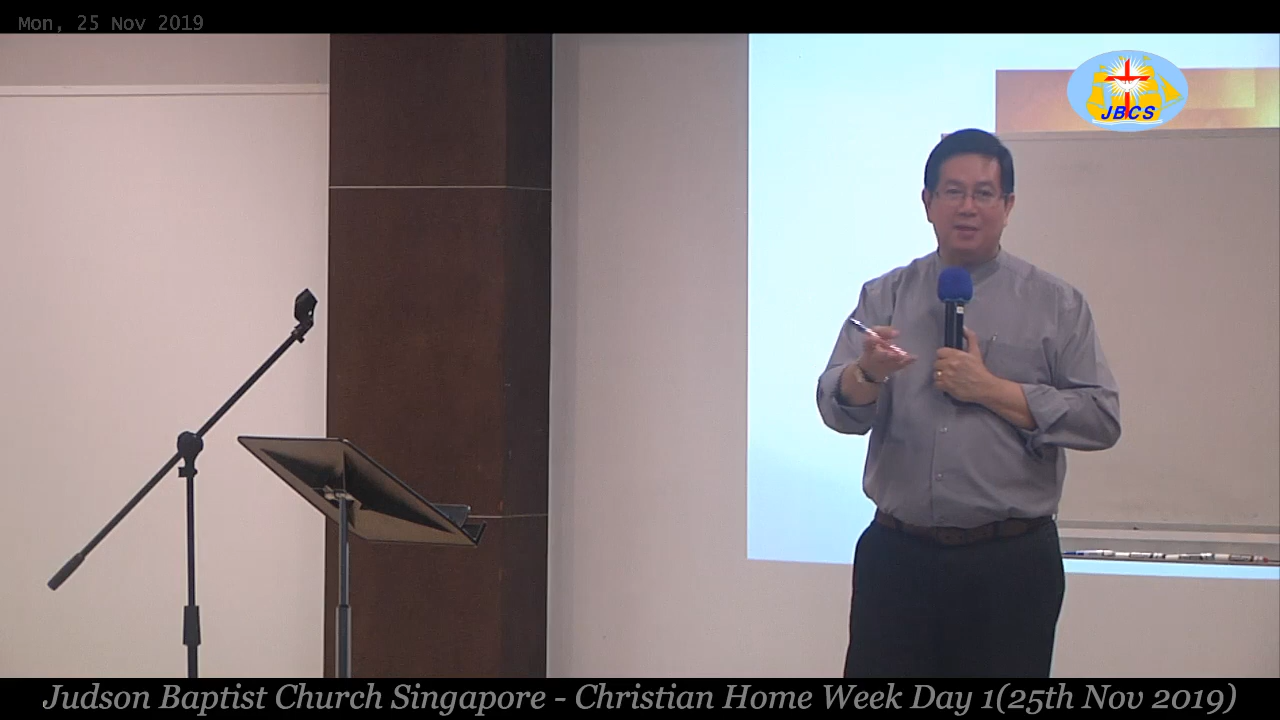 Mon, 25 Nov 2019
JBCS
Judson Baptist Church Singapore - Christian Home Week Day 1(25th Nov 2019)